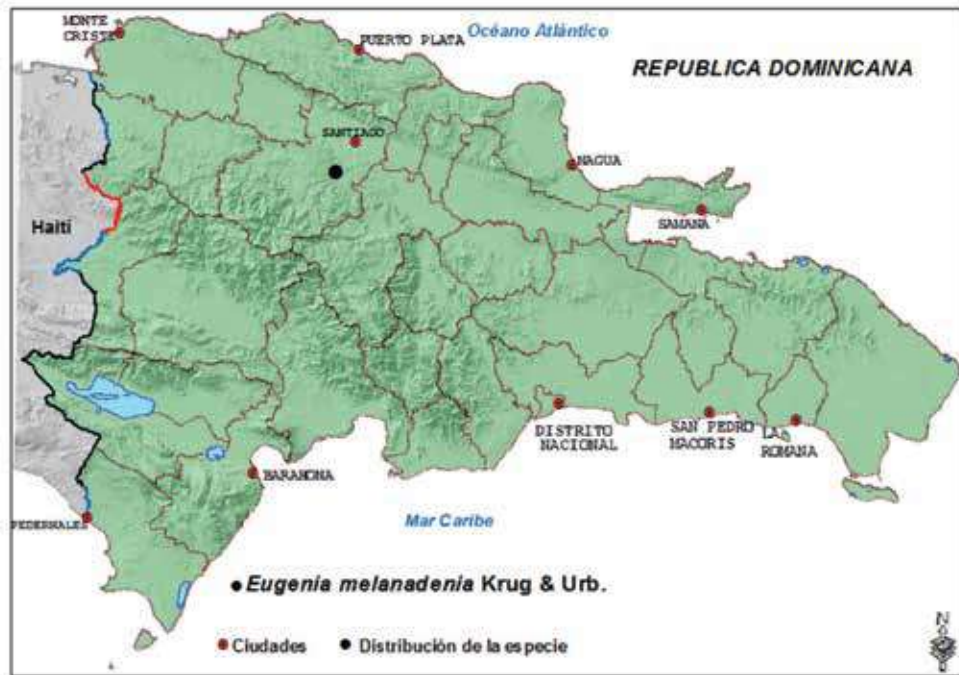 MONTE
CRISTI
PUERTO PLATA
Océano Atlántico
REPUBLICA DOMINICANA
SANTIAGO
NAGUA
SAMANA
Haití
DISTRITO
NACIONAL
SAN PEDRO
MACORIS
LA
ROMANA
BARAHONA
PEDERNALES
Mar Caribe
Eugenia melanadenia Krug & Urb.
Ciudades
Distribución de la especie
N